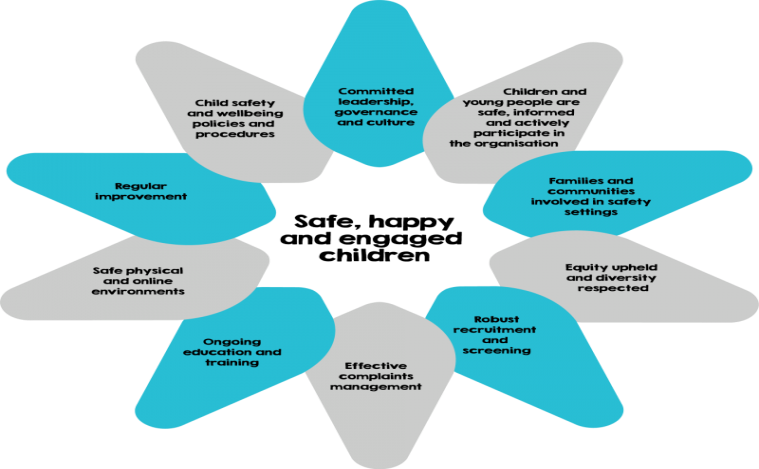 Committed
leadership,
governance
and culture
Children and
young people are
safe, informed
and actively
participate in
the organisation
Families and
communities
involved in safety
settings
Equity upheld
and diversity
respected
Robust
recruitment
and
screening
Effective
complaints
management
Ongoing
education and
training
Safe physical
and online
environments
Regular
improvement
Child safety
and wellbeing
policies and
procedures
Safe, happy
and engaged
children